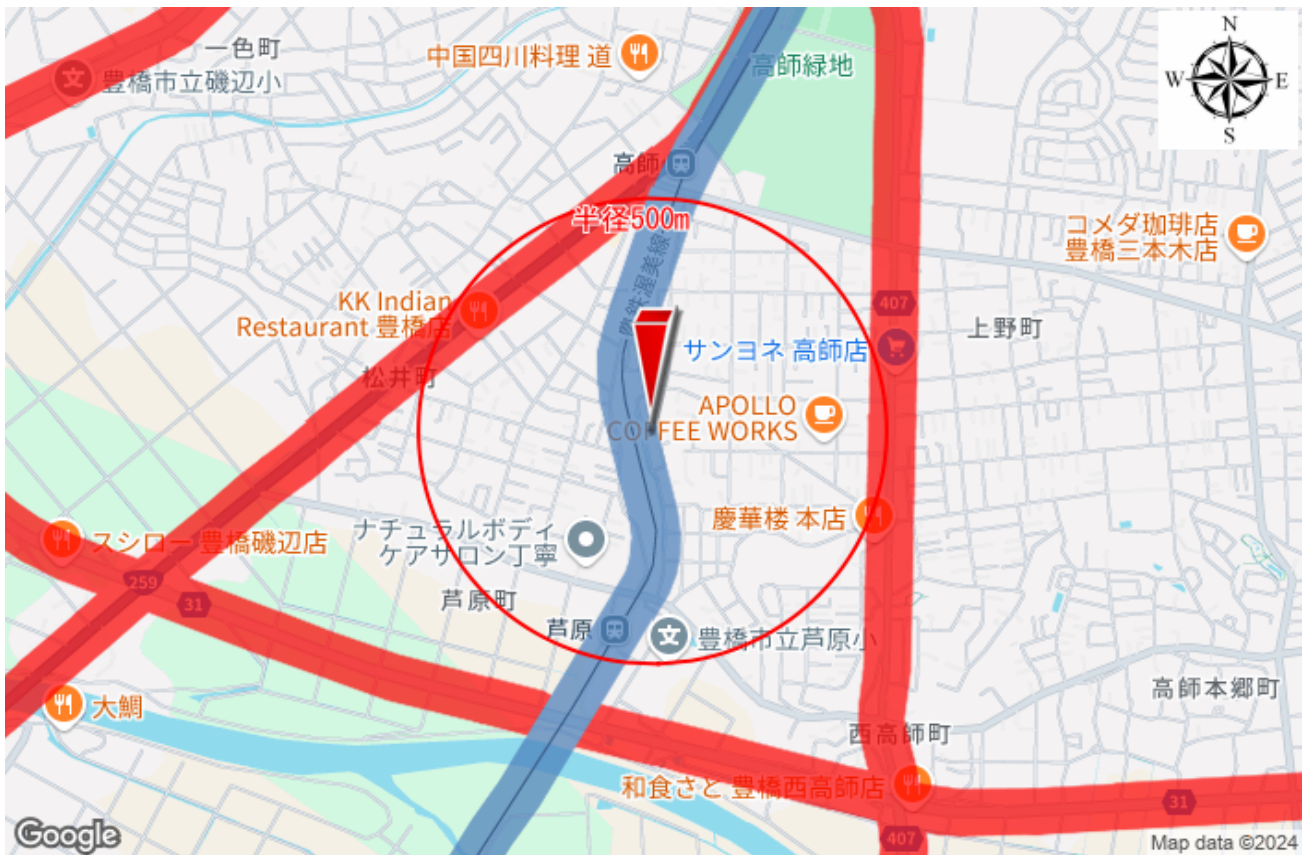 一色町
豊橋市立磯辺小
中国四川料理 道
高師緑地
N
W
E
S
高師
半径500m
コメダ珈琲店
豊橋三本木店
豊鉄渥美線
KK Indian
Restaurant 豊橋店
407
上野町
サンヨネ 高師店
松井町
APOLLO
COFFEE WORKS
慶華楼 本店
ナチュラルボディ
ケアサロン丁寧
スシロー 豊橋磯辺店
259
31
芦原町
芦原
豊橋市立芦原小
大鯛
高師本郷町
西高師町
和食さと 豊橋西高師店
31
407
Google
Map data ©2024